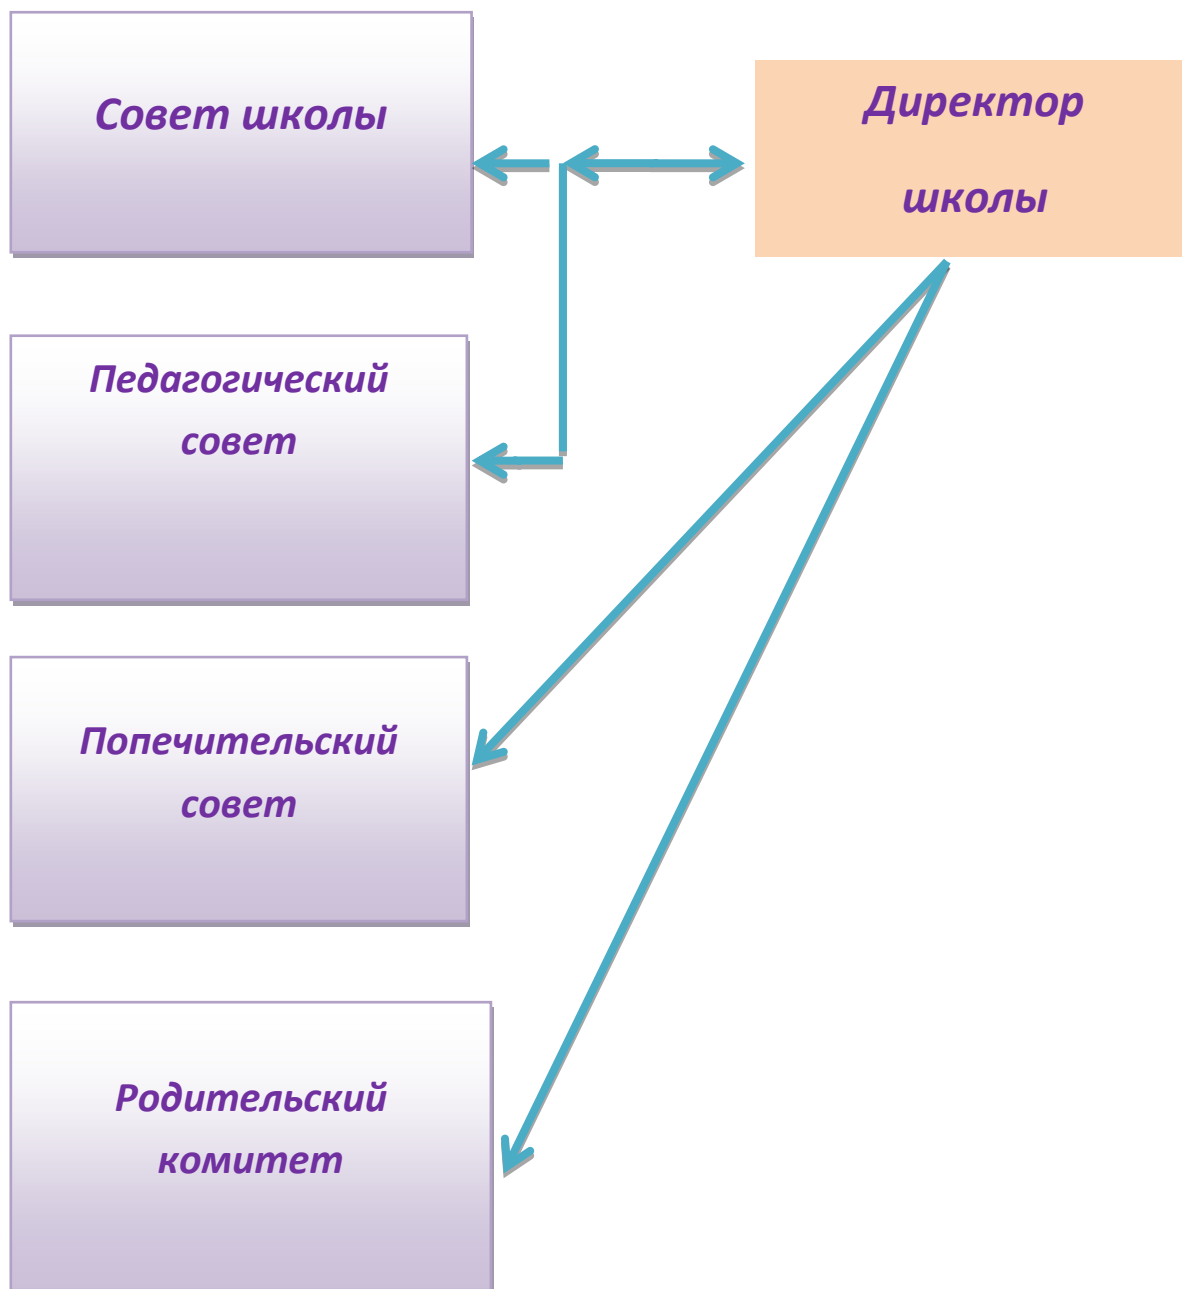 Совет школы
Директор
школы
Педагогический
совет
Попечительский
совет
Родительский
комитет